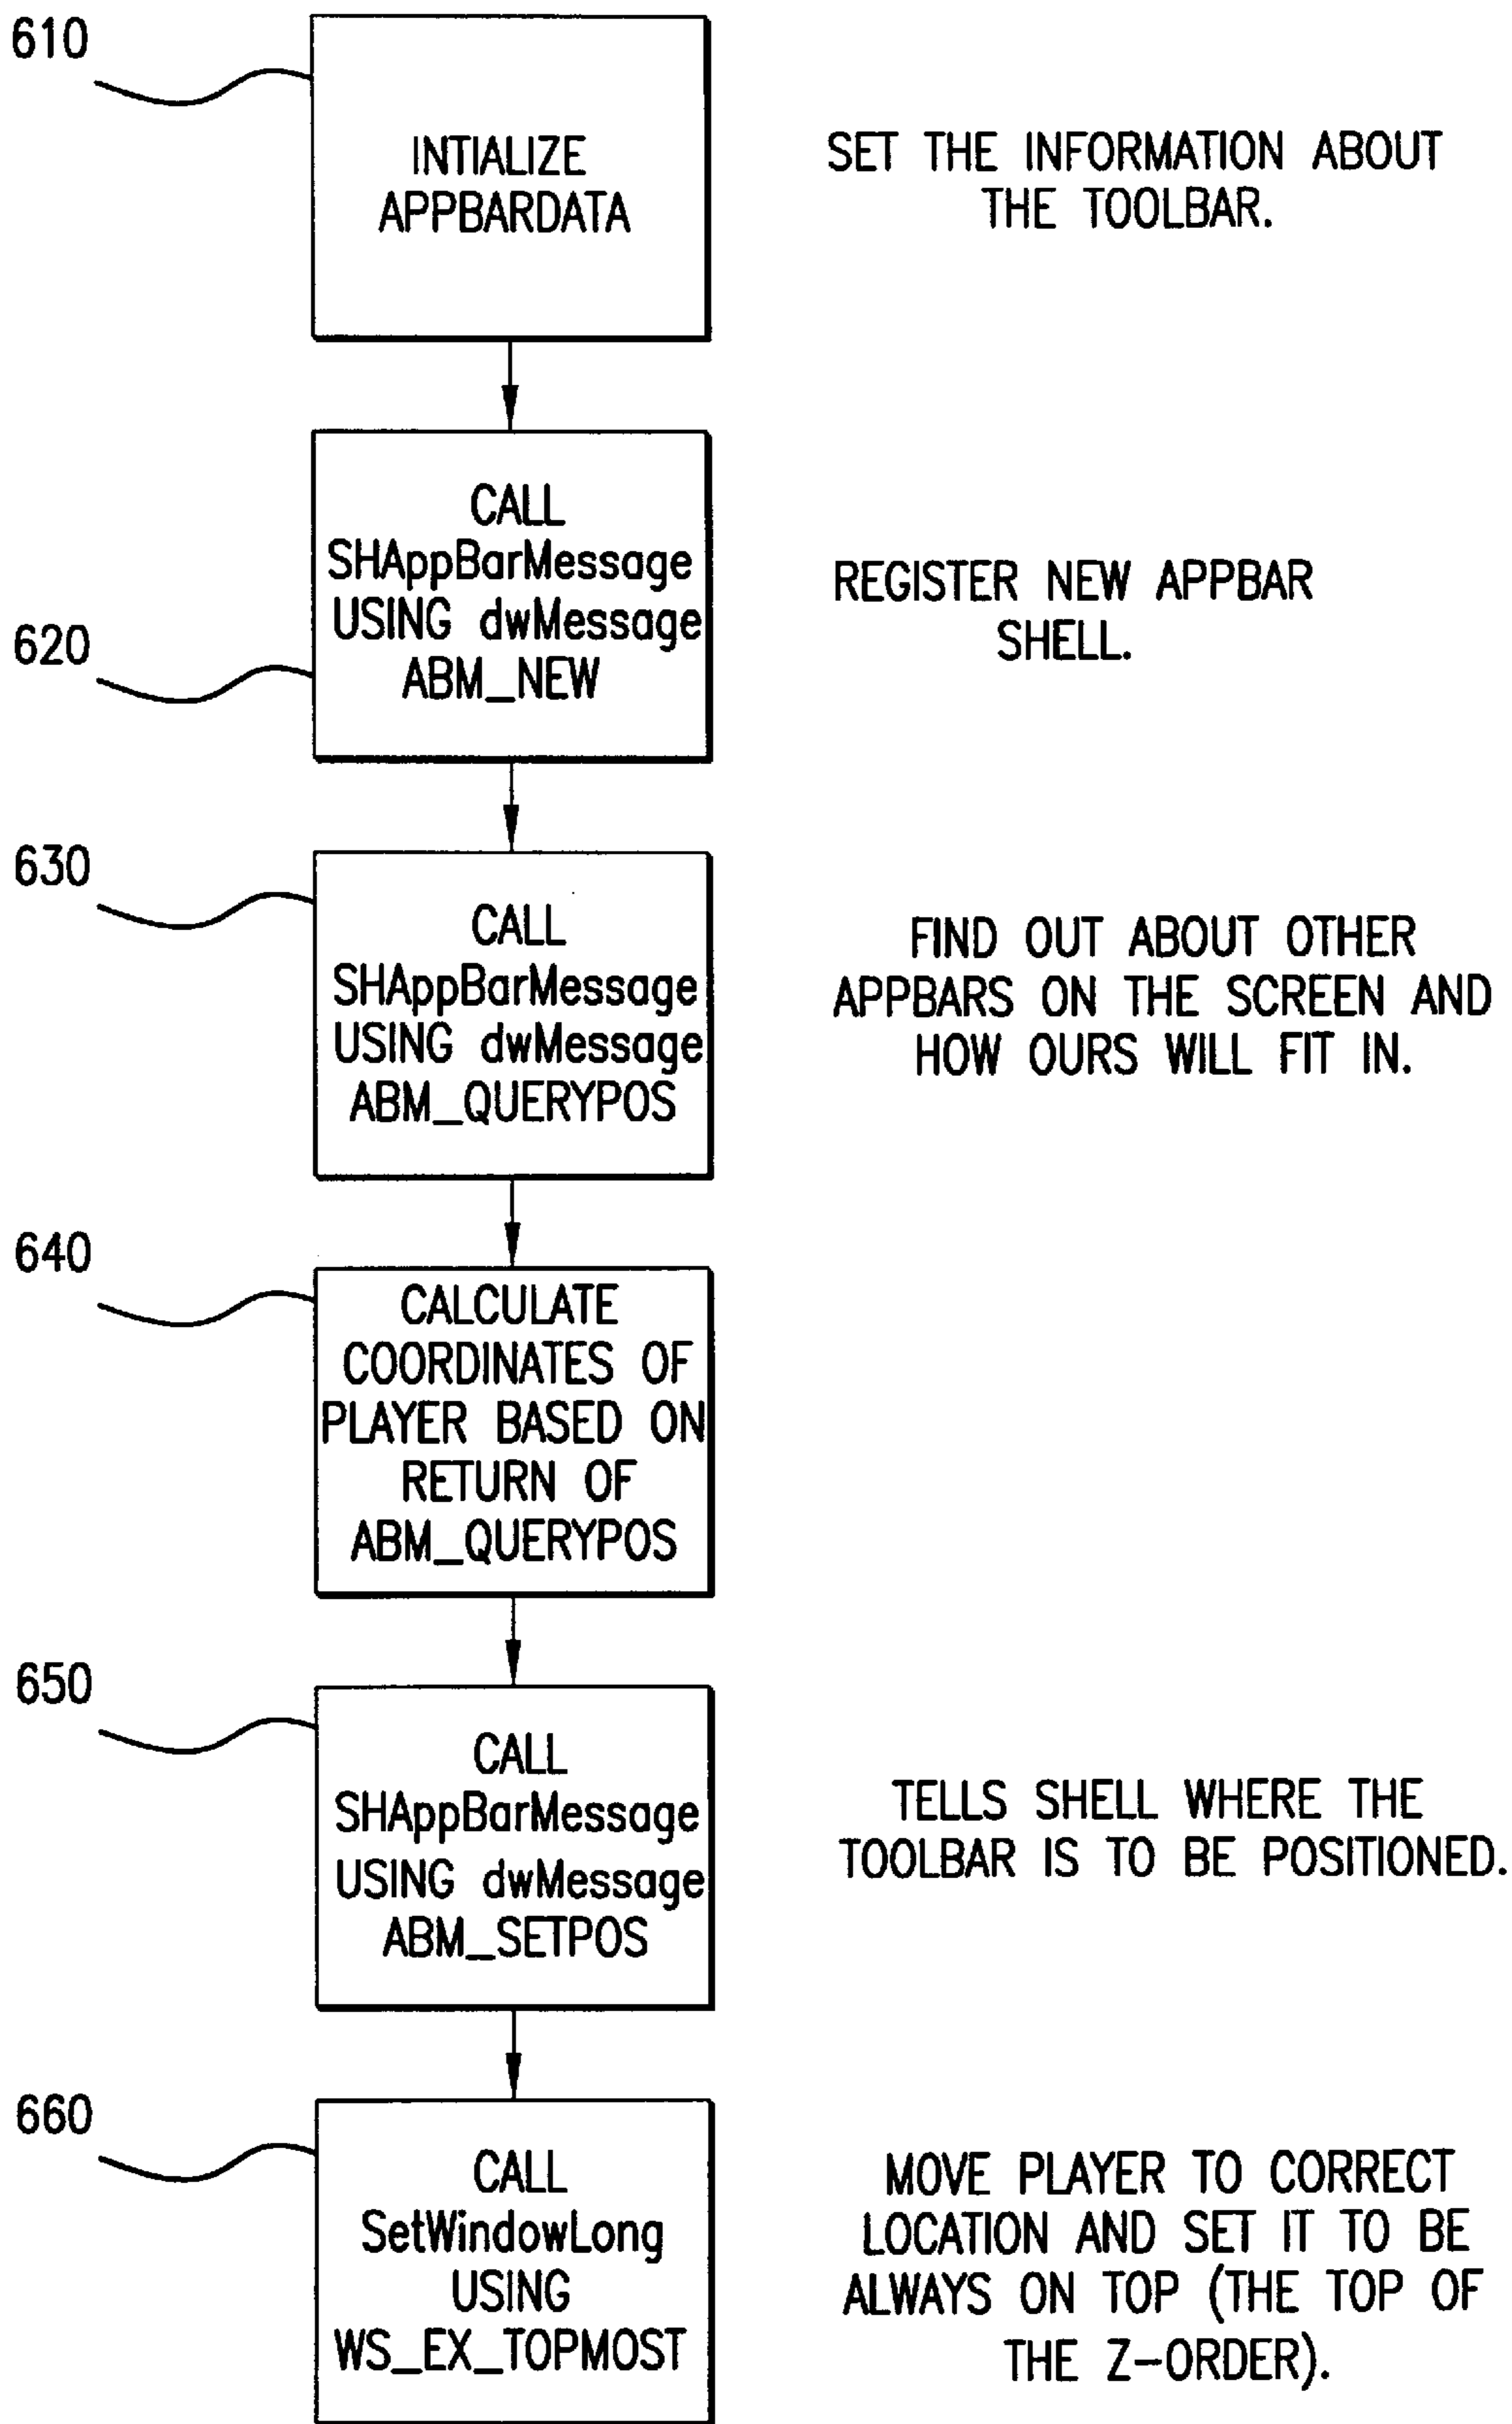 610
INTIALIZE
APPBARDATA
SET THE INFORMATION ABOUT
THE TOOLBAR.
620
CALL
SHAppBarMessage
USING dwMessage
ABM_NEW
REGISTER NEW APPBAR
SHELL.
630
CALL
SHAppBarMessage
USING dwMessage
ABM_QUERYPOS
FIND OUT ABOUT OTHER
APPBARS ON THE SCREEN AND
HOW OURS WILL FIT IN.
640
CALCULATE
COORDINATES OF
PLAYER BASED ON
RETURN OF
ABM_QUERYPOS
650
CALL
SHAppBarMessage
USING dwMessage
ABM_SETPOS
TELLS SHELL WHERE THE
TOOLBAR IS TO BE POSITIONED.
660
CALL
SetWindowLong
USING
WS_EX_TOPMOST
MOVE PLAYER TO CORRECT
LOCATION AND SET IT TO BE
ALWAYS ON TOP (THE TOP OF
THE Z-ORDER).